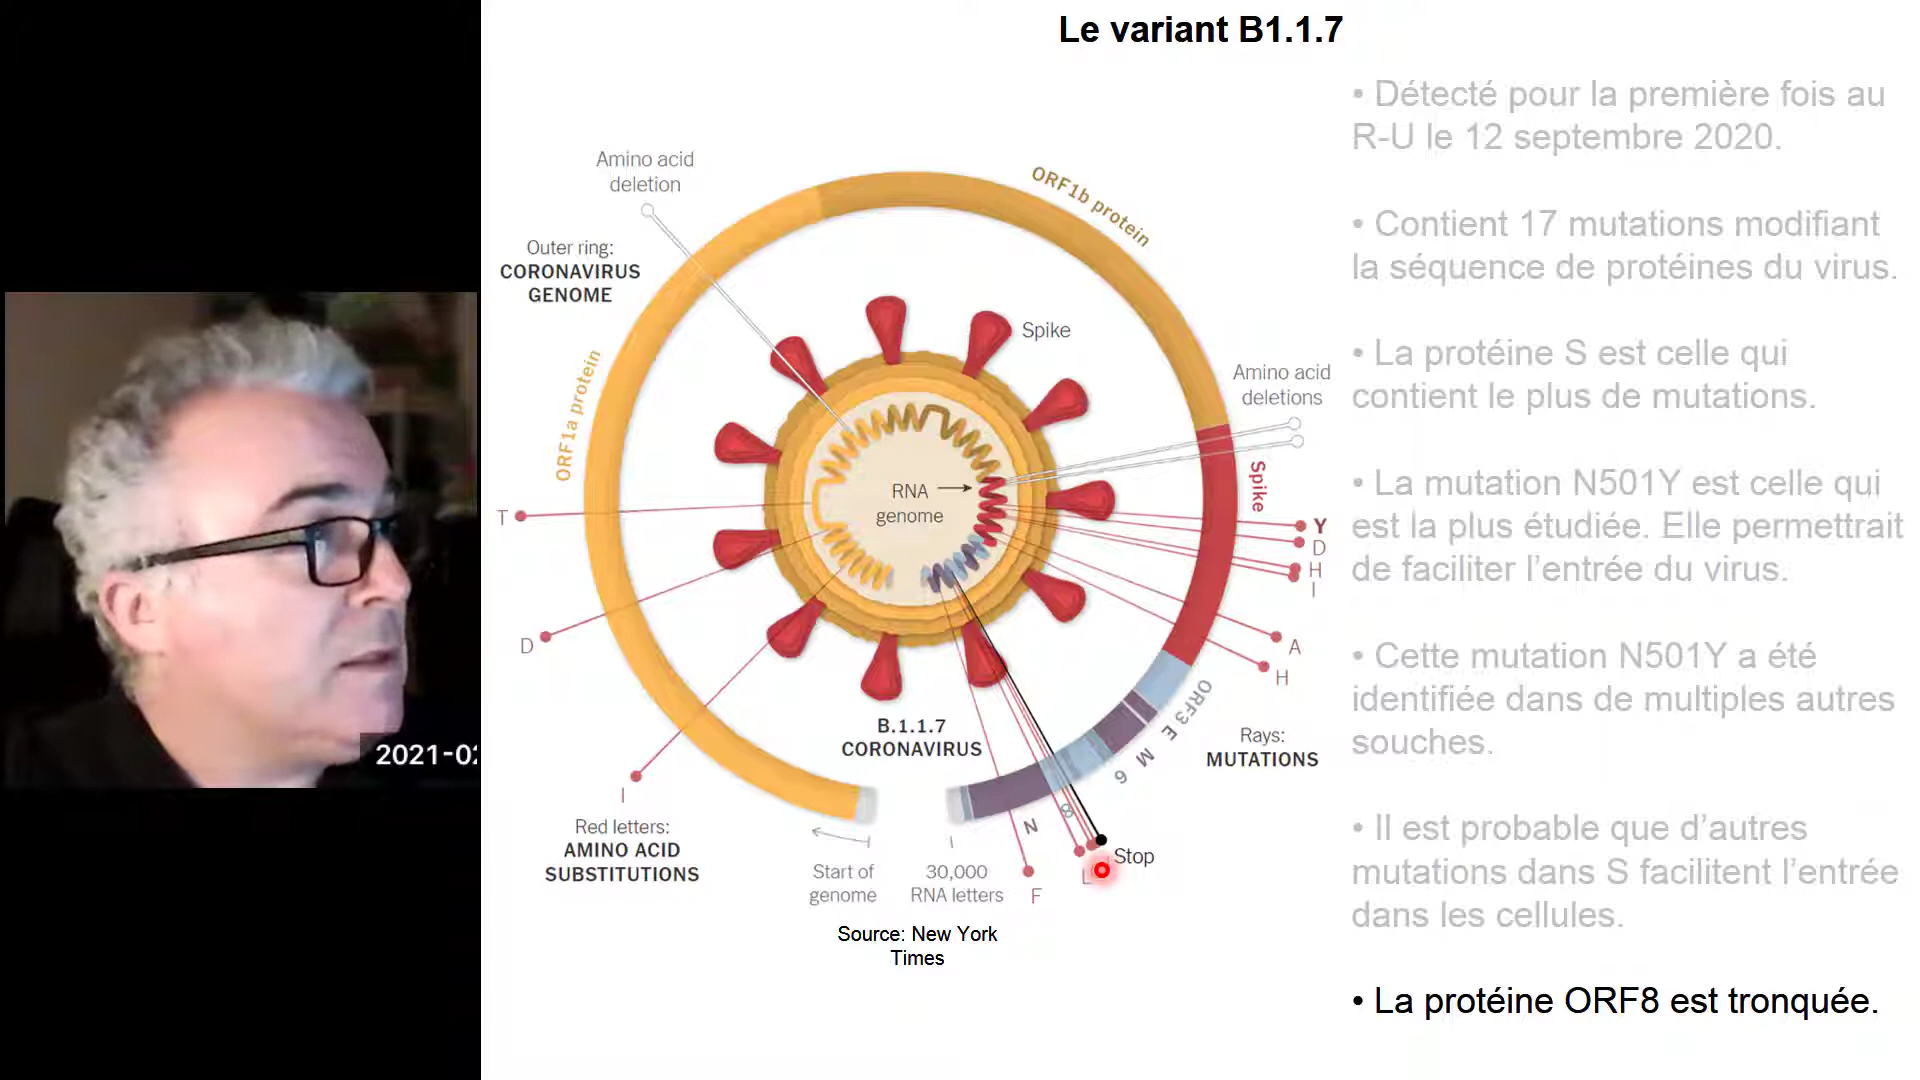 Le variant B1.1.7
Amino acid
deletion
Outer ring:
CORONAVIRUS
GENOME
ORF1a protein
ORF1b protein
Spike
Amino acid
deletions
Spike
RNA
genome
T
D
I
Y
D
H
I
A
H
ORF3
E
M
6
N
8
B.1.1.7
CORONAVIRUS
Rays:
MUTATIONS
Red letters:
AMINO ACID
SUBSTITUTIONS
Start of
genome
30,000
RNA letters
F
L
Stop
Source: New York
Times
• Détecté pour la première fois au
R-U le 12 septembre 2020.
• Contient 17 mutations modifiant
la séquence de protéines du virus.
• La protéine S est celle qui
contient le plus de mutations.
• La mutation N501Y est celle qui
est la plus étudiée. Elle permettrait
de faciliter l’entrée du virus.
• Cette mutation N501Y a été
identifiée dans de multiples autres
souches.
• Il est probable que d’autres
mutations dans S facilitent l’entrée
dans les cellules.
• La protéine ORF8 est tronquée.
2021-02